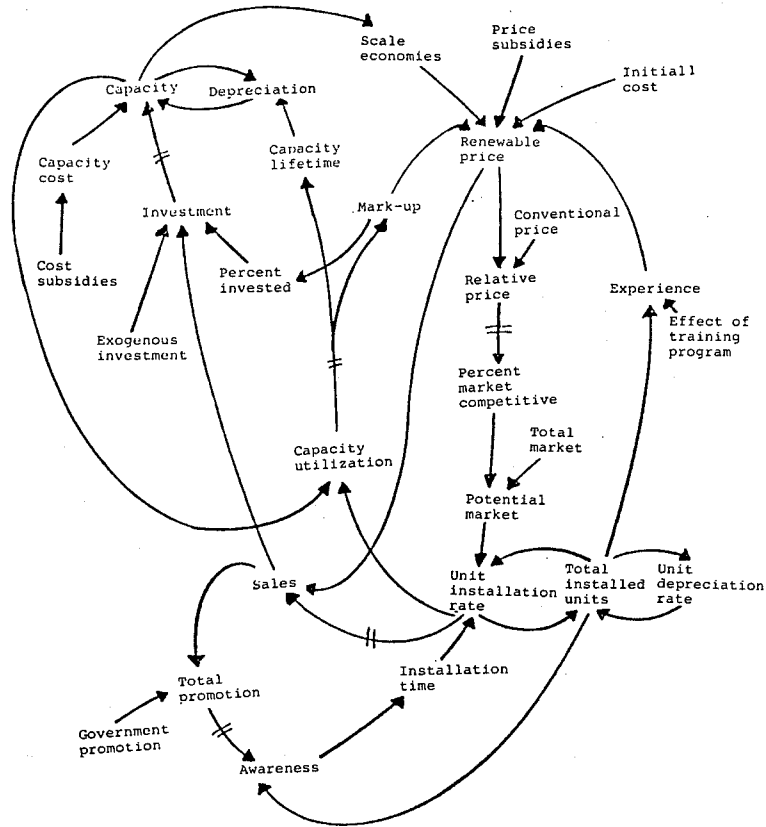 Scale
economies
Price
subsidies
Initiall
cost
Capacity
Depreciation
Renewable
price
Capacity
cost
Capacity
lifetime
Investment
Mark-up
Conventional
price
Cost
subsidies
Percent
invested
Relative
price
Experience
Effect of
training
program
Exogenous
investment
Percent
market
competitive
Capacity
utilization
Total
market
Potential
market
Sales
Unit
installation
rate
Total
installed
units
Unit
depreciation
rate
Total
promotion
Installation
time
Government
promotion
Awareness